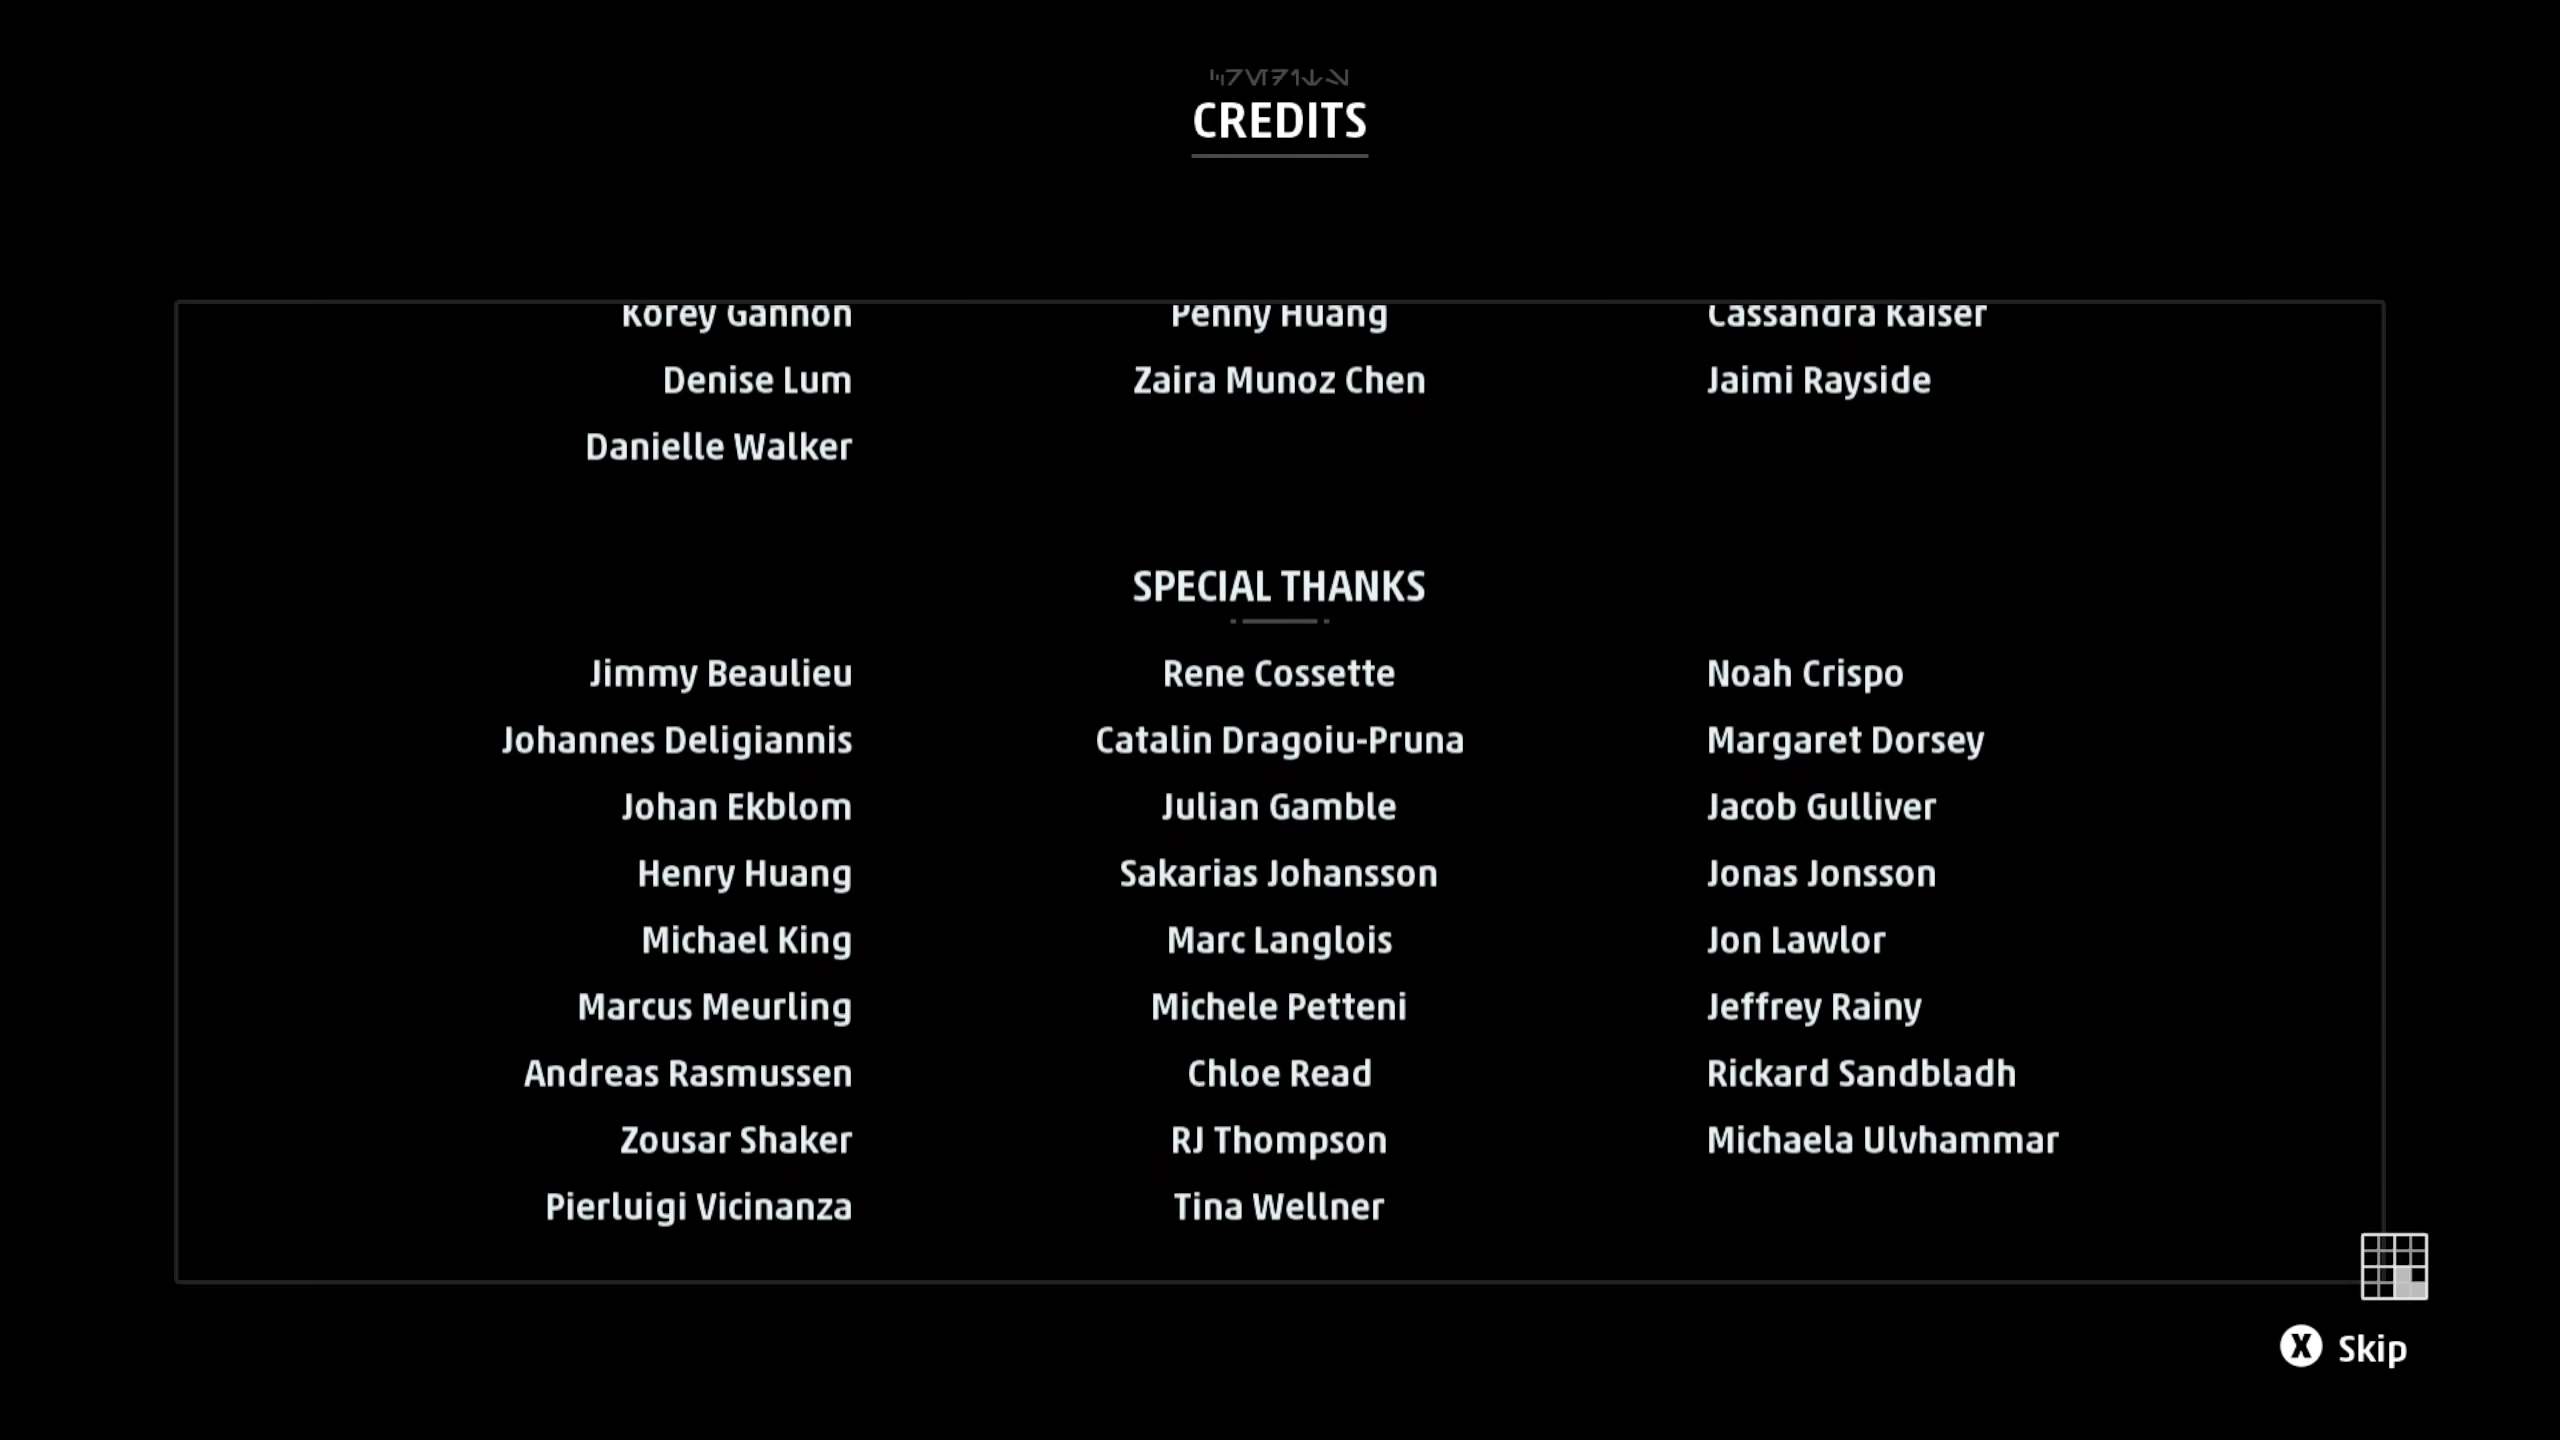 CREDITS
Korey Gannon Penny Huang Cassandra Kaiser
Denise Lum Zaira Munoz Chen Jaimi Rayside
Danielle Walker
SPECIAL THANKS
Jimmy Beaulieu Rene Cossette Noah Crispo
Johannes Deligiannis Catalin Dragoiu-Pruna Margaret Dorsey
Johan Ekblom Julian Gamble Jacob Gulliver
Henry Huang Sakarias Johansson Jonas Jonsson
Michael King Marc Langlois Jon Lawlor
Marcus Meurling Michele Petteni Jeffrey Rainy
Andreas Rasmussen Chloe Read Rickard Sandbladh
Zousar Shaker RJ Thompson Michaela Ulvhammar
Pierluigi Vicinanza Tina Wellner
X Skip